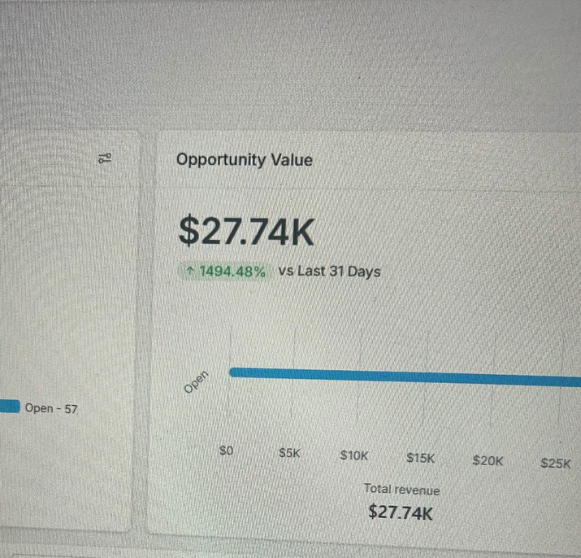 Opportunity Value
$27.74K
↑ 1494.48% vs Last 31 Days
Open
Open - 57
$0 $5K $10K $15K $20K $25K
Total revenue
$27.74K